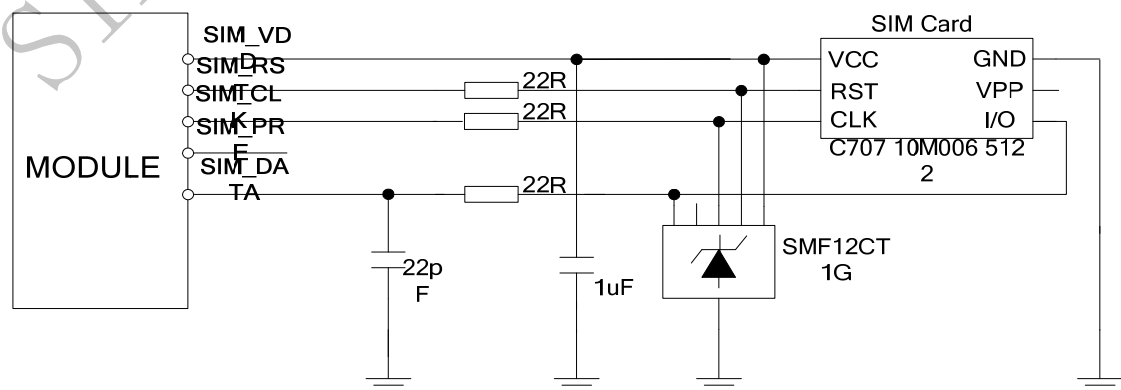 SIM Card
SIM_VD
D
SIM_RS
T
SIM_CL
K
SIM_PR
E
SIM_DA
TA
MODULE
22R
22R
22R
VCC
GND
RST
VPP
CLK
I/O
C707 10M006 512
2
SMF12CT
1G
22p
F
1uF